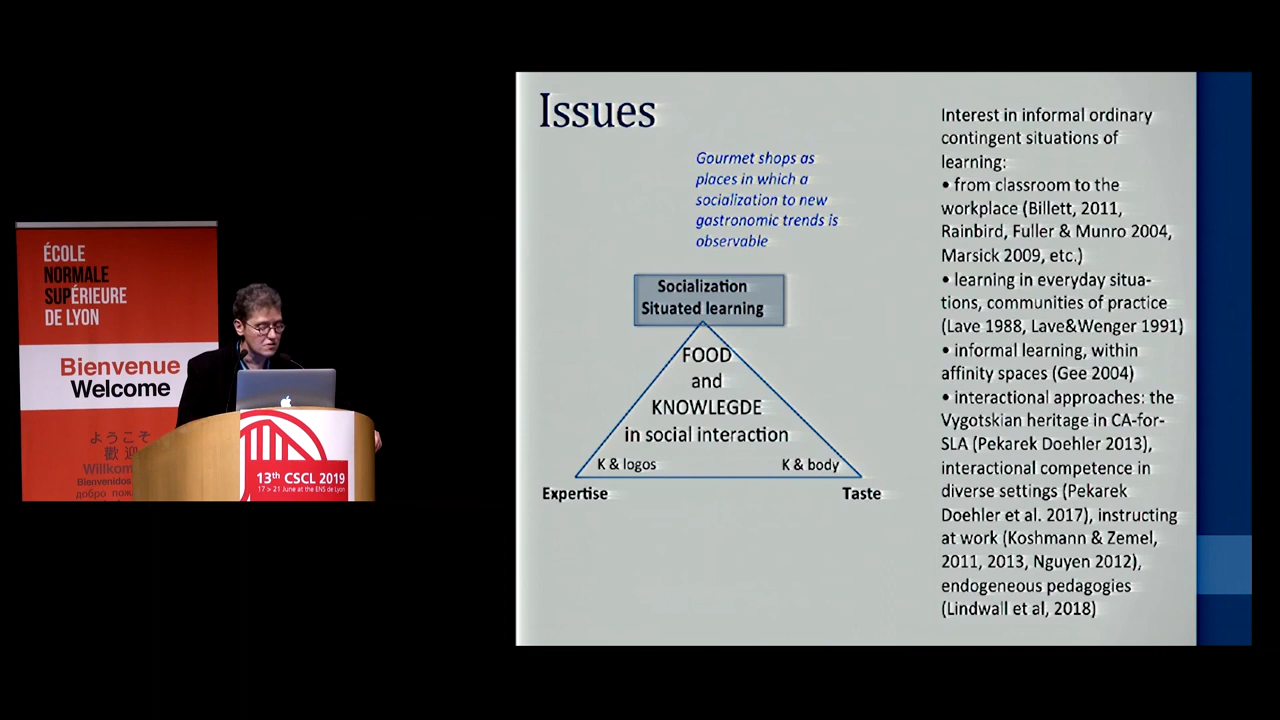 ÉCOLE
NORMALE
SUPÉRIEURE
DE LYON
Bienvenue
Welcome
ようこそ
歡迎
Willkom
Bienvenidos
добро пож
13th CSCL 2019
17 > 21 June at the ENS de Lyon
Issues
Gourmet shops as
places in which a
socialization to new
gastronomic trends is
observable
Socialization
Situated learning
FOOD
and
KNOWLEGDE
in social interaction
K & logos
K & body
Expertise
Taste
Interest in informal ordinary
contingent situations of
learning:
• from classroom to the
workplace (Billett, 2011,
Rainbird, Fuller & Munro 2004,
Marsick 2009, etc.)
• learning in everyday situa-
tions, communities of practice
(Lave 1988, Lave&Wenger 1991)
• informal learning, within
affinity spaces (Gee 2004)
• interactional approaches: the
Vygotskian heritage in CA-for-
SLA (Pekarek Doehler 2013),
interactional competence in
diverse settings (Pekarek
Doehler et al. 2017), instructing
at work (Koshmann & Zemel,
2011, 2013, Nguyen 2012),
endogeneous pedagogies
(Lindwall et al, 2018)